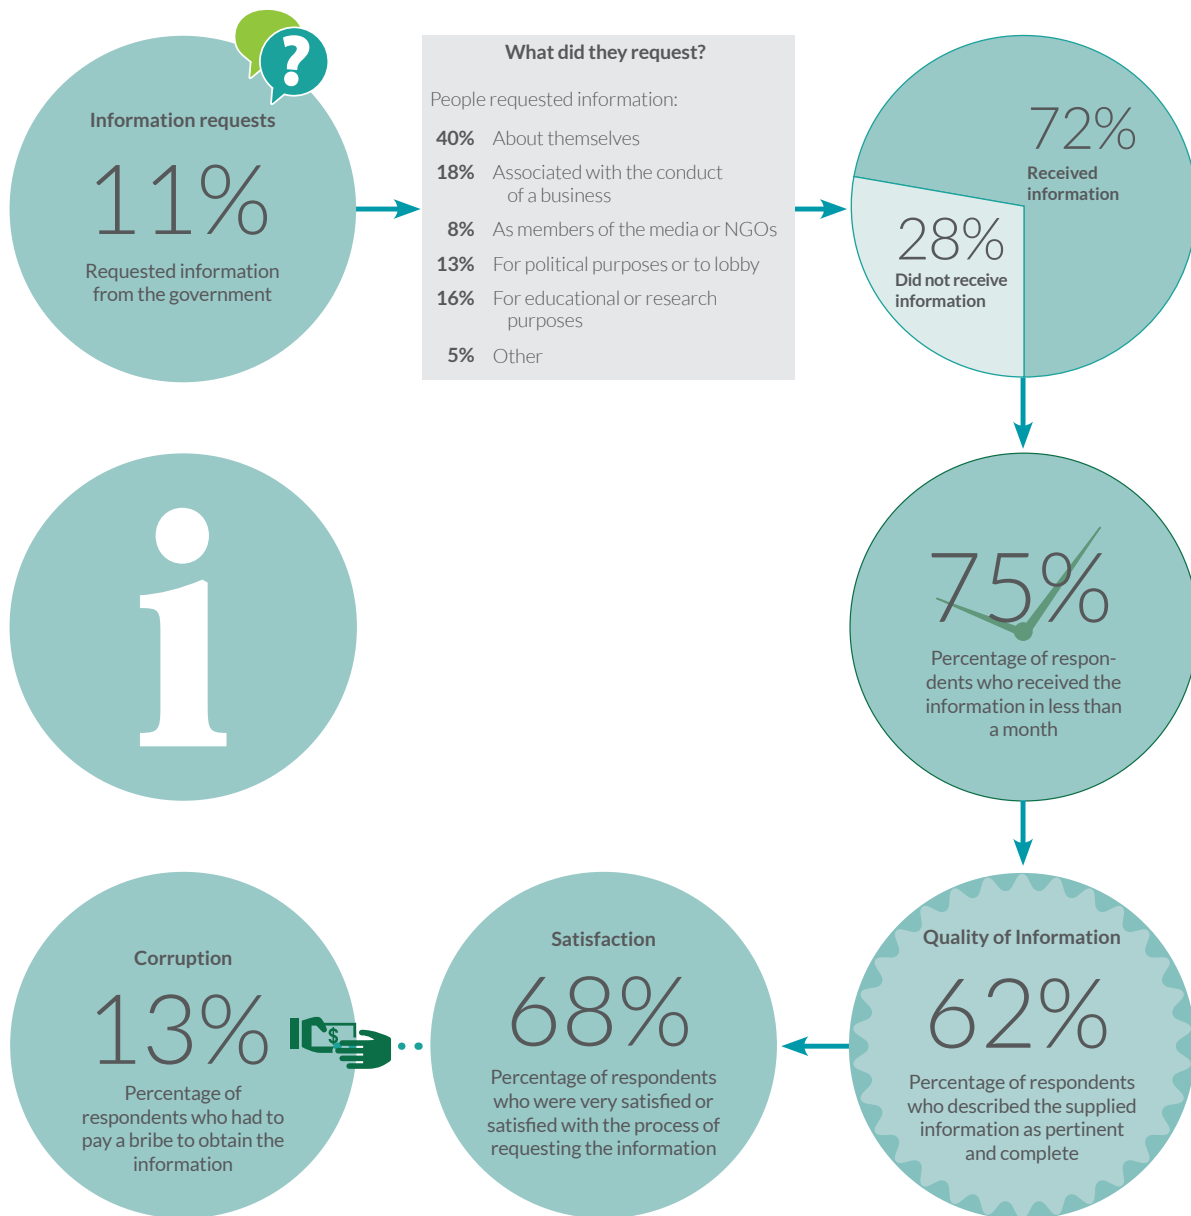 ?
Information requests
11%
Requested information
from the government
What did they request?
People requested information:
40% About themselves
18% Associated with the conduct
of a business
8% As members of the media or NGOs
13% For political purposes or to lobby
16% For educational or research
purposes
5% Other
72%
Received
information
28%
Did not receive
information
i
75%
Percentage of respon-
dents who received the
information in less than
a month
Corruption
13%
$
Percentage of
respondents who had to
pay a bribe to obtain the
information
Satisfaction
68%
Percentage of respondents
who were very satisfied or
satisfied with the process of
requesting the information
Quality of Information
62%
Percentage of respondents
who described the supplied
information as pertinent
and complete